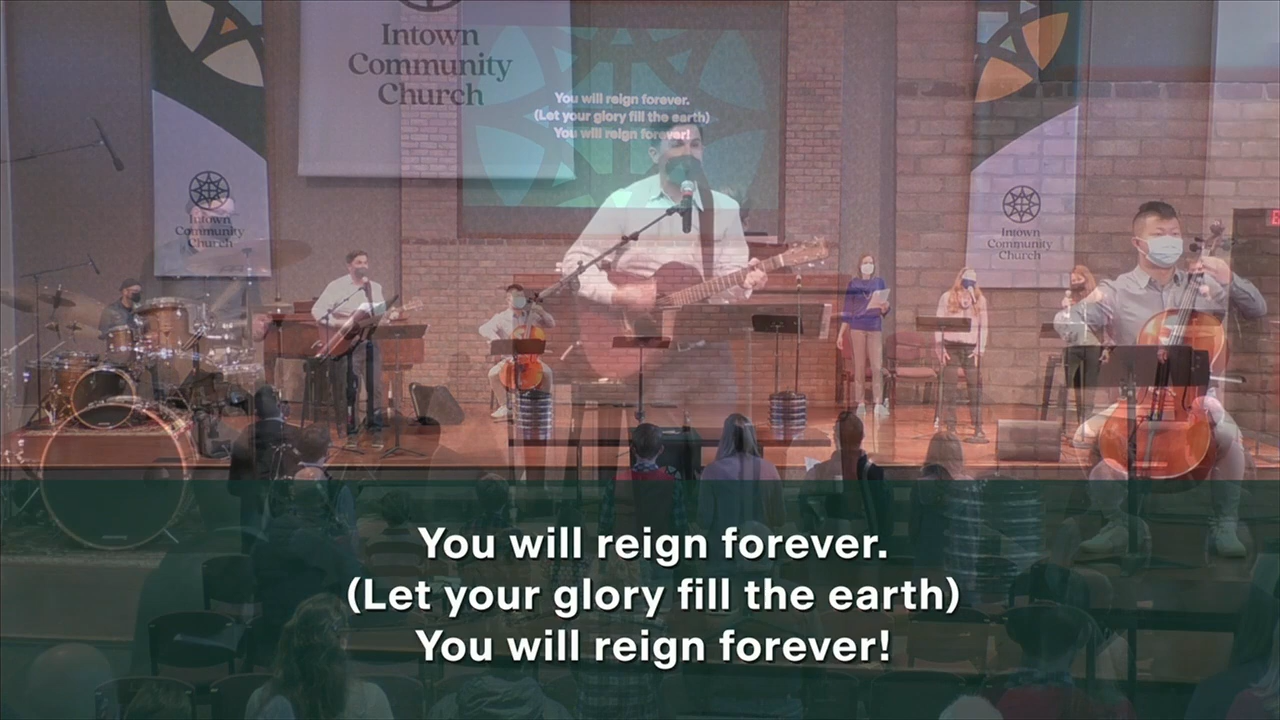 Intown
Community
Church
You will reign forever.
(Let your glory fill the earth)
You will reign forever!
Intown
Community
Church
Intown
Community
Church
You will reign forever.
(Let your glory fill the earth)
You will reign forever!